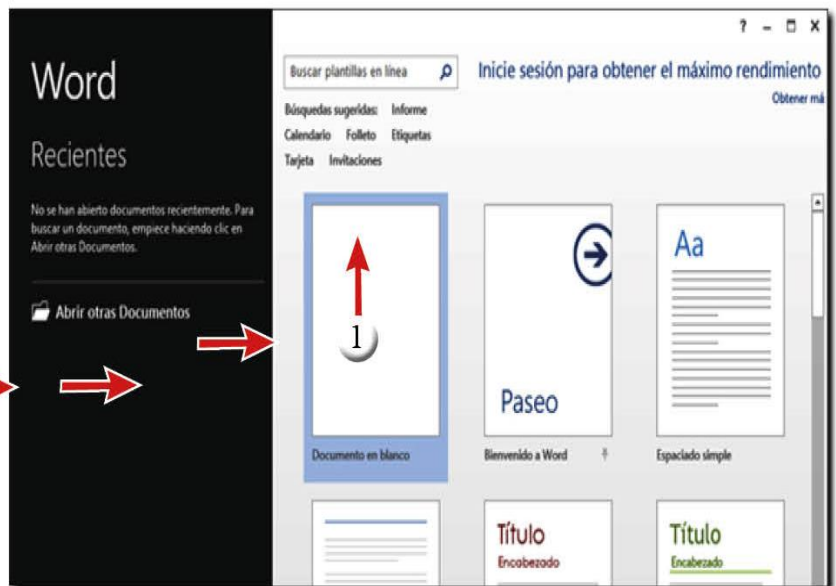 ? – □ X
Word
Recientes
No se han abierto documentos recientemente. Para
buscar un documento, empiece haciendo clic en
Abrir otras Documentos.
Abrir otras Documentos
Buscar plantillas en línea
Inicie sesión para obtener el máximo rendimiento
Obtener má
Búsquedas sugeridas: Informe
Calendario Folleto Etiquetas
Tarjeta Invitaciones
1
Documento en blanco
Paseo
Bienvenido a Word
Aa
Espaciado simple
Título
Encabezado
Título
Encabezado